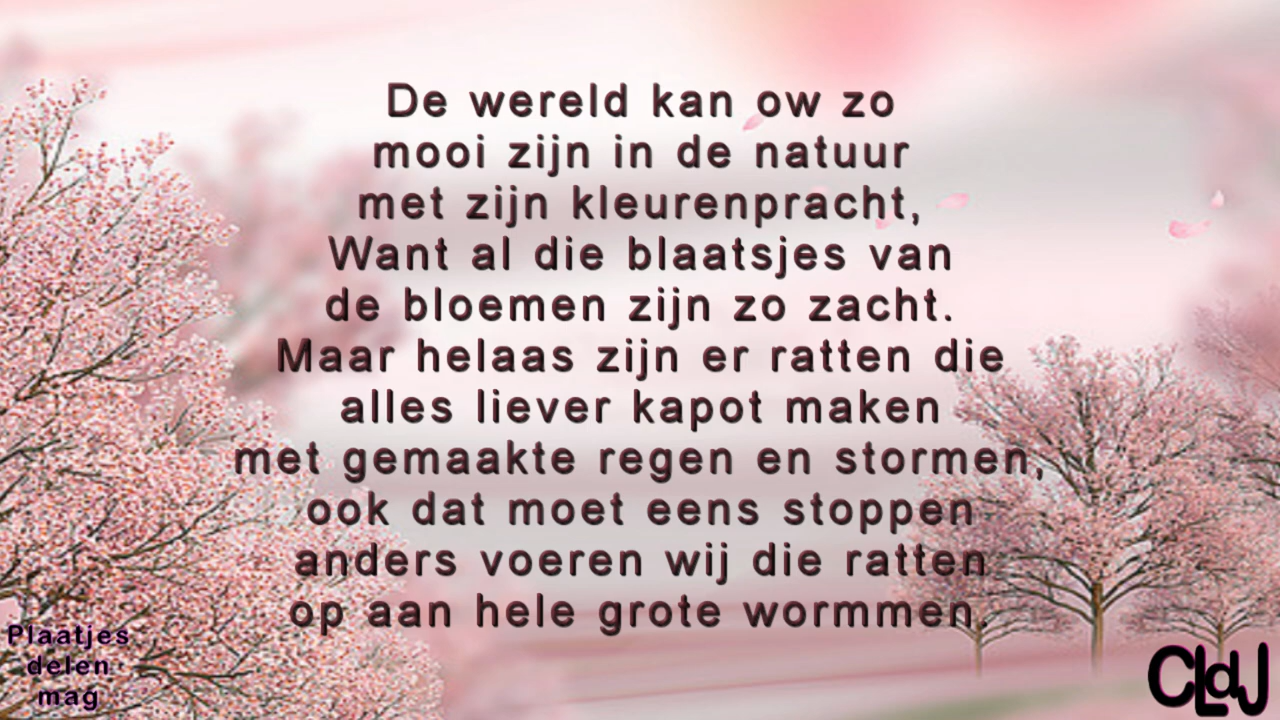 De wereld kan ow zo
mooi zijn in de natuur
met zijn kleurenpracht,
Want al die blaatsjes van
de bloemen zijn zo zacht.
Maar helaas zijn er ratten die
alles liever kapot maken
met gemaakte regen en stormen,
ook dat moet eens stoppen
anders voeren wij die ratten
op aan hele grote wormmen.
Plaatjes
delen
mag
CLdJ